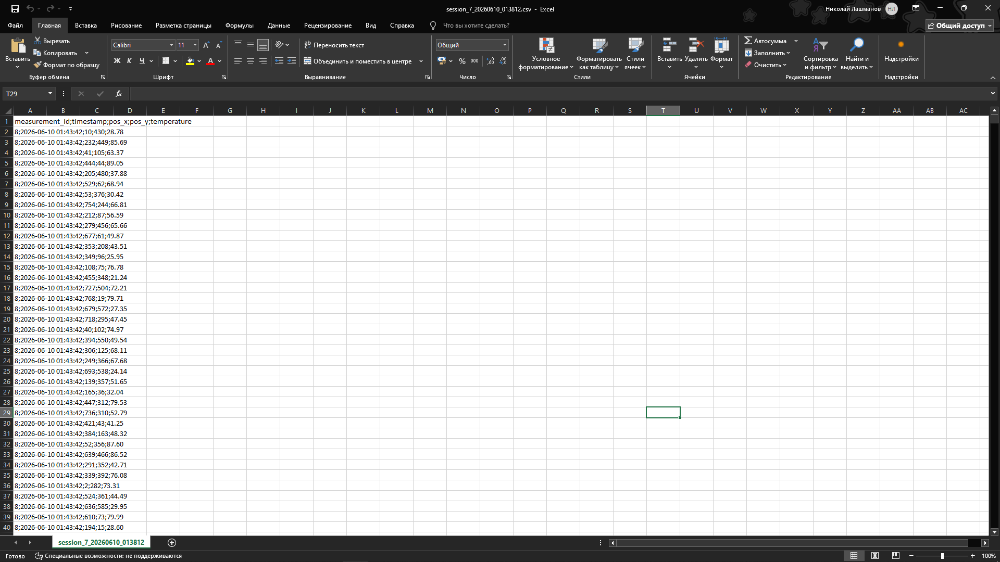 session_7_20260610_013812.csv - Excel
Николай Лашманов
НЛ
Файл
Главная
Вставка
Рисование
Разметка страницы
Формулы
Данные
Рецензирование
Вид
Справка
Что вы хотите сделать?
Общий доступ
Вставить
Вырезать
Копировать
Формат по образцу
Буфер обмена
Calibri
11
Ж К Ч
Шрифт
Переносить текст
Объединить и поместить в центре
Выравнивание
Общий
% 000
Число
Условное форматирование
Форматировать как таблицу
Стили ячеек
Стили
Вставить
Удалить
Формат
Ячейки
Автосумма
Заполнить
Очистить
Сортировка и фильтр
Найти и выделить
Редактирование
Надстройки
Надстройки
T29
fx
A B C D E F G H I J K L M N O P Q R S T U V W X Y Z AA AB AC
1 measurement_id;timestamp;pos_x;pos_y;temperature
2 8;2026-06-10 01:43:42;10;430;28.78
3 8;2026-06-10 01:43:42;232;449;85.69
4 8;2026-06-10 01:43:42;41;105;63.37
5 8;2026-06-10 01:43:42;444;44;89.05
6 8;2026-06-10 01:43:42;205;480;37.88
7 8;2026-06-10 01:43:42;529;62;68.94
8 8;2026-06-10 01:43:42;53;376;30.42
9 8;2026-06-10 01:43:42;754;244;66.81
10 8;2026-06-10 01:43:42;212;87;56.59
11 8;2026-06-10 01:43:42;279;456;65.66
12 8;2026-06-10 01:43:42;677;61;49.87
13 8;2026-06-10 01:43:42;353;208;43.51
14 8;2026-06-10 01:43:42;349;96;25.95
15 8;2026-06-10 01:43:42;108;75;76.78
16 8;2026-06-10 01:43:42;455;348;21.24
17 8;2026-06-10 01:43:42;727;504;72.21
18 8;2026-06-10 01:43:42;768;19;79.71
19 8;2026-06-10 01:43:42;679;572;27.35
20 8;2026-06-10 01:43:42;718;295;47.45
21 8;2026-06-10 01:43:42;40;102;74.97
22 8;2026-06-10 01:43:42;394;550;49.54
23 8;2026-06-10 01:43:42;306;125;68.11
24 8;2026-06-10 01:43:42;249;366;67.68
25 8;2026-06-10 01:43:42;693;538;24.14
26 8;2026-06-10 01:43:42;139;357;51.65
27 8;2026-06-10 01:43:42;165;36;32.04
28 8;2026-06-10 01:43:42;447;312;79.53
29 8;2026-06-10 01:43:42;736;310;52.79
30 8;2026-06-10 01:43:42;421;43;41.25
31 8;2026-06-10 01:43:42;384;163;48.32
32 8;2026-06-10 01:43:42;52;356;87.60
33 8;2026-06-10 01:43:42;639;466;86.52
34 8;2026-06-10 01:43:42;291;352;42.71
35 8;2026-06-10 01:43:42;339;392;76.08
36 8;2026-06-10 01:43:42;2;282;73.31
37 8;2026-06-10 01:43:42;524;361;44.49
38 8;2026-06-10 01:43:42;636;585;29.95
39 8;2026-06-10 01:43:42;610;73;79.99
40 8;2026-06-10 01:43:42;194;15;28.60
session_7_20260610_013812
Готово
Специальные возможности: не поддерживаются
100%